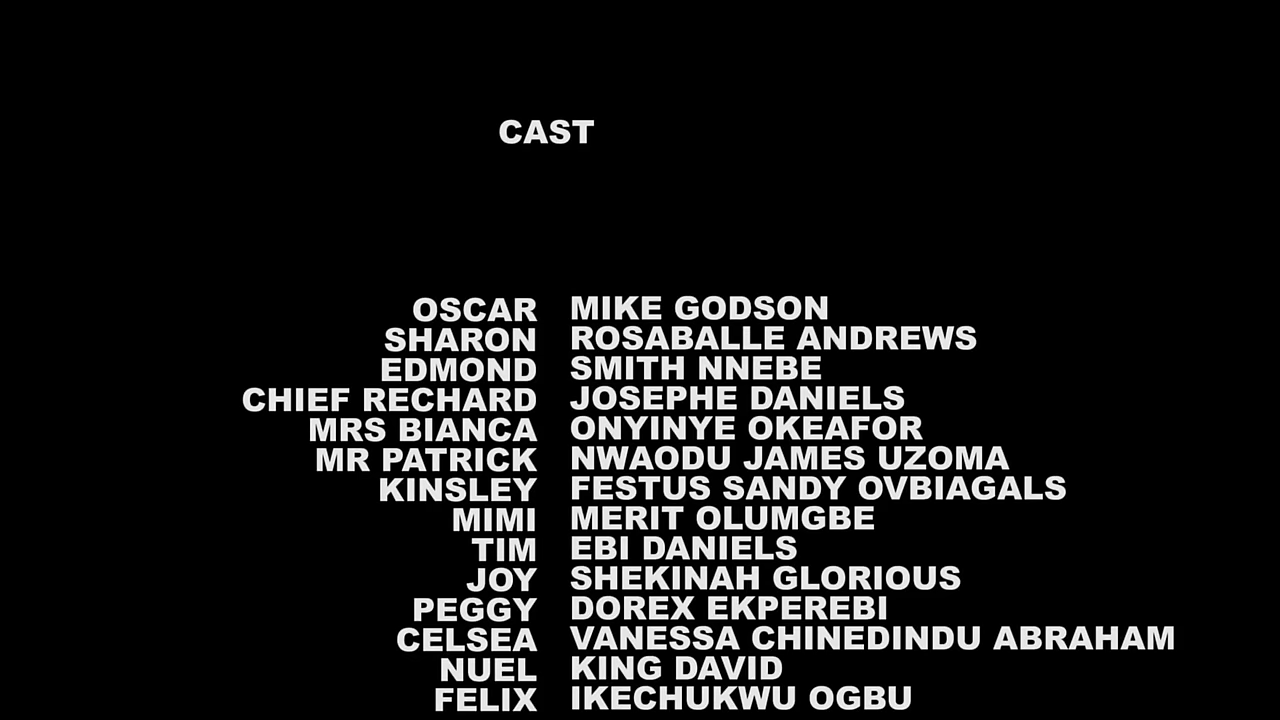 CAST
OSCAR MIKE GODSON
SHARON ROSABALLE ANDREWS
EDMOND SMITH NNEBE
CHIEF RECHARD JOSEPHE DANIELS
MRS BIANCA ONYINYE OKEAFOR
MR PATRICK NWAODU JAMES UZOMA
KINSLEY FESTUS SANDY OVBIAGALS
MIMI MERIT OLUMGBE
TIM EBI DANIELS
JOY SHEKINAH GLORIOUS
PEGGY DOREX EKPEREBI
CELSEA VANESSA CHINEDINDU ABRAHAM
NUEL KING DAVID
FELIX IKECHUKWU OGBU